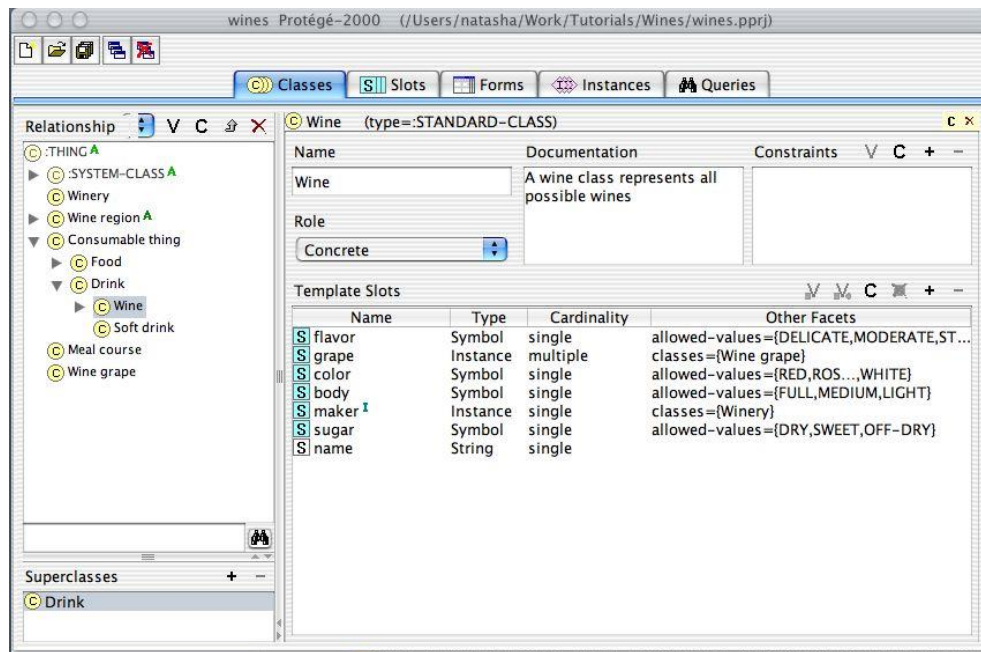 wines Protégé-2000 (/Users/natasha/Work/Tutorials/Wines/wines.pprj)
Classes Slots Forms Instances Queries
Relationship V C
:THING A
:SYSTEM-CLASS A
Winery
Wine region A
Consumable thing
Food
Drink
Wine
Soft drink
Meal course
Wine grape
Superclasses + -
Drink
Wine (type=:STANDARD-CLASS) C ×
Name Documentation Constraints V C + -
Wine
A wine class represents all
possible wines
Role
Concrete
Template Slots V V C + -
Name Type Cardinality Other Facets
S flavor Symbol single allowed-values={DELICATE,MODERATE,ST...
S grape Instance multiple classes={Wine grape}
S color Symbol single allowed-values={RED,ROS...,WHITE}
S body Symbol single allowed-values={FULL,MEDIUM,LIGHT}
S maker I Instance single classes={Winery}
S sugar Symbol single allowed-values={DRY,SWEET,OFF-DRY}
S name String single